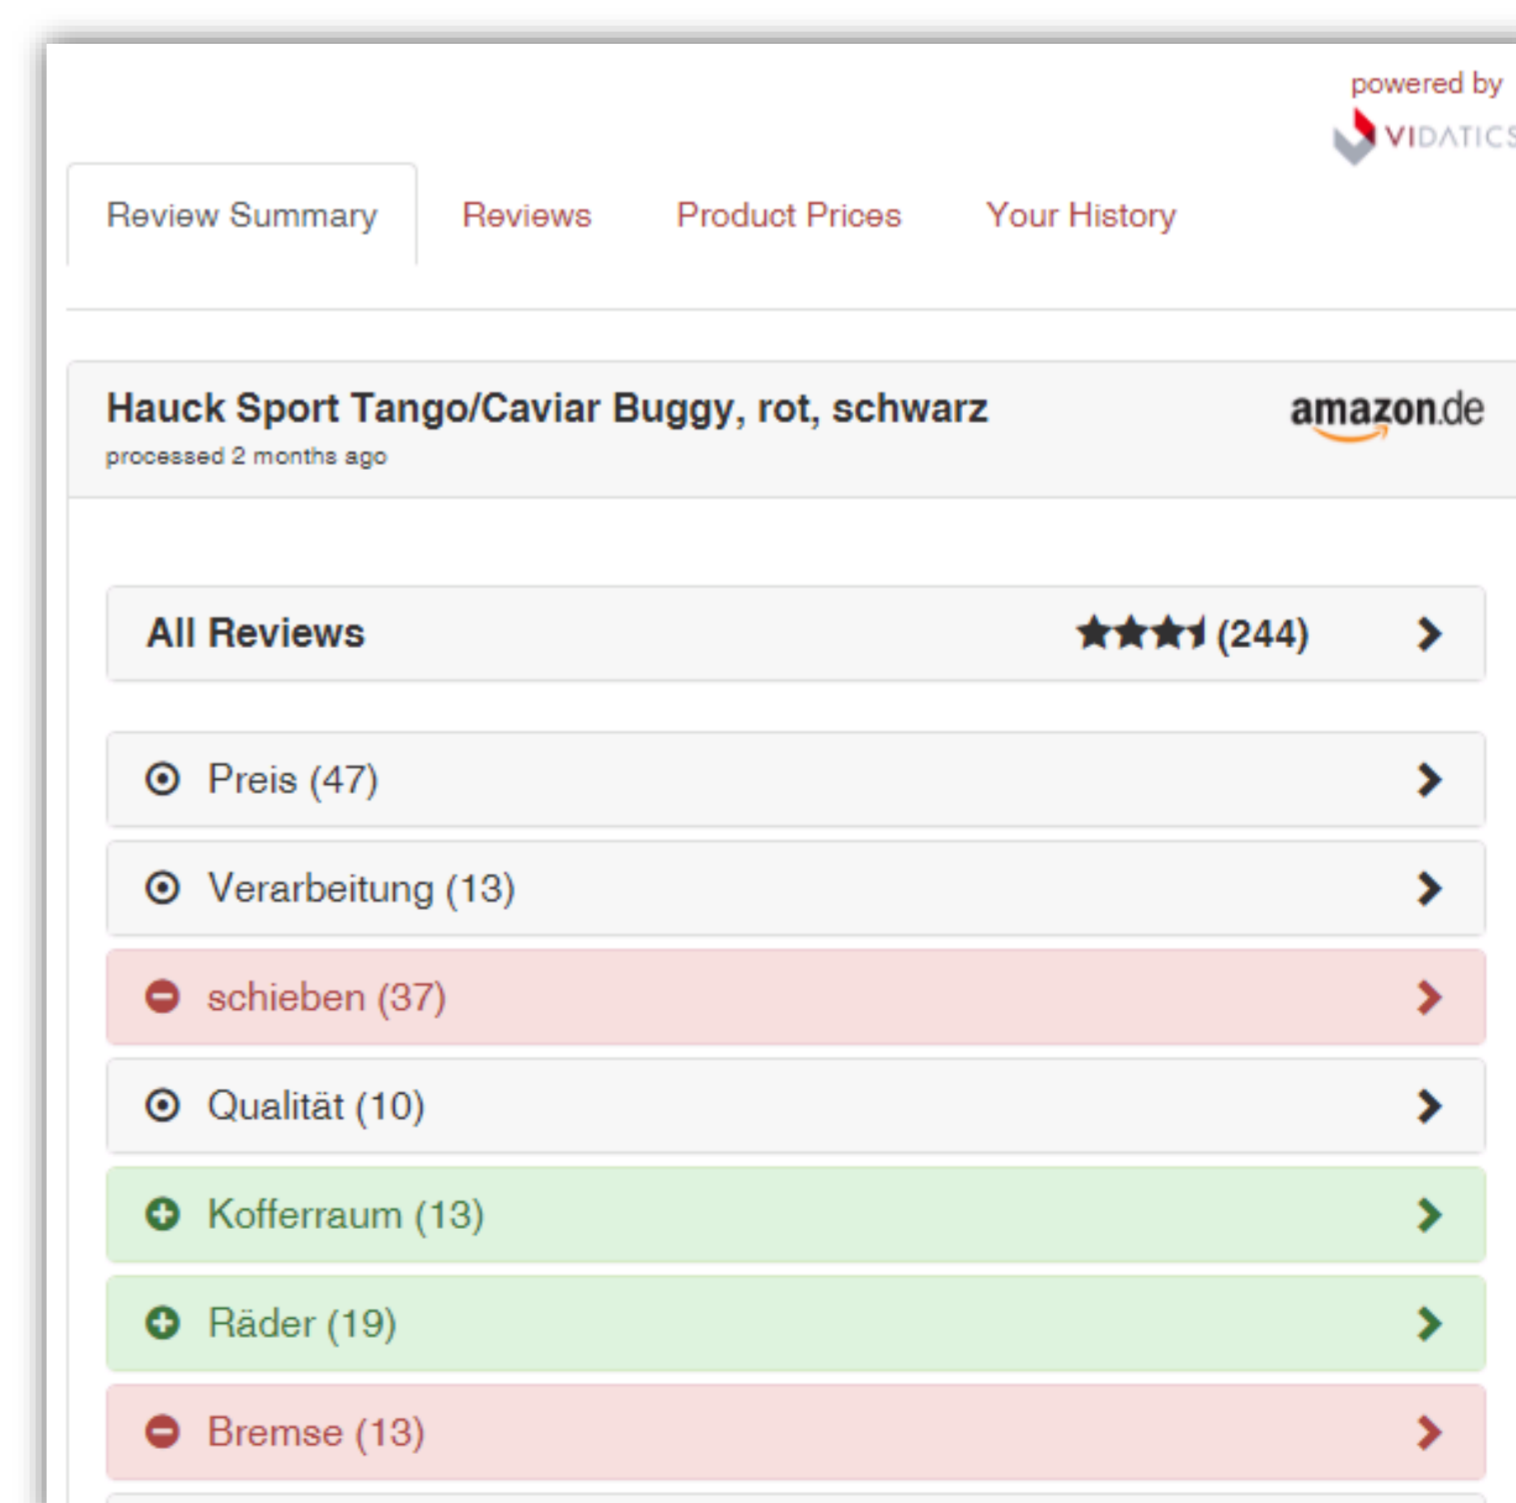 powered by
VIDATICS
Review Summary Reviews Product Prices Your History
Hauck Sport Tango/Caviar Buggy, rot, schwarz
amazon.de
processed 2 months ago
All Reviews (244)
Preis (47)
Verarbeitung (13)
schieben (37)
Qualität (10)
Kofferraum (13)
Räder (19)
Bremse (13)